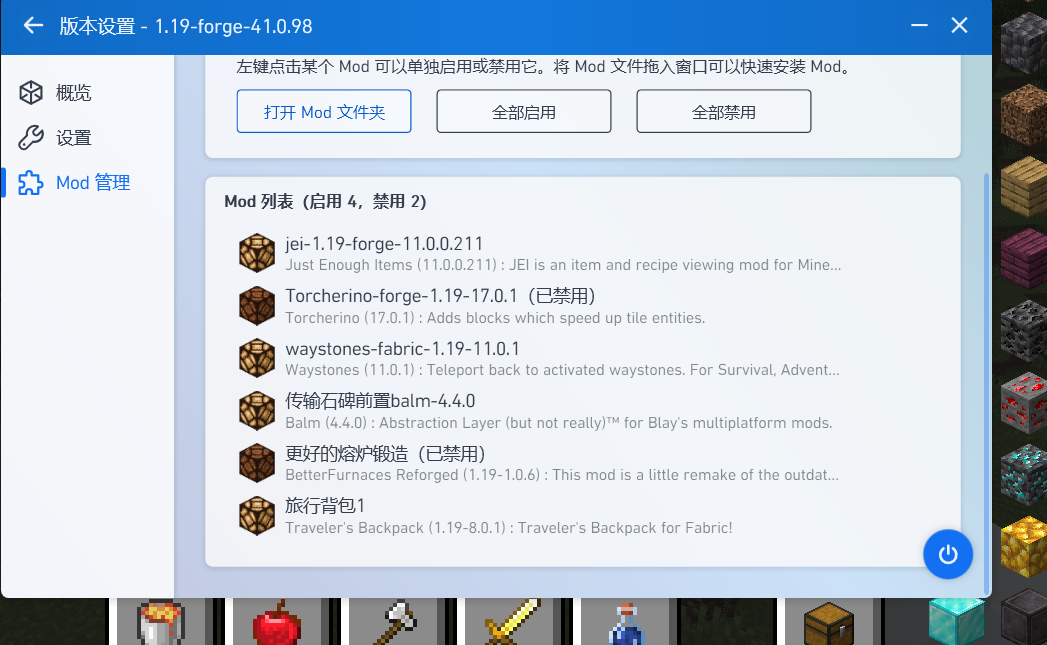 版本设置 - 1.19-forge-41.0.98
概览
设置
Mod 管理
左键点击某个 Mod 可以单独启用或禁用它。将 Mod 文件拖入窗口可以快速安装 Mod。
打开 Mod 文件夹
全部启用
全部禁用
Mod 列表（启用 4，禁用 2）
jei-1.19-forge-11.0.0.211
Just Enough Items (11.0.0.211) : JEI is an item and recipe viewing mod for Mine...
Torcherino-forge-1.19-17.0.1（已禁用）
Torcherino (17.0.1) : Adds blocks which speed up tile entities.
waystones-fabric-1.19-11.0.1
Waystones (11.0.1) : Teleport back to activated waystones. For Survival, Advent...
传输石碑前置balm-4.4.0
Balm (4.4.0) : Abstraction Layer (but not really)™ for Blay's multiplatform mods.
更好的熔炉锻造（已禁用）
BetterFurnaces Reforged (1.19-1.0.6) : This mod is a little remake of the outdat...
旅行背包1
Traveler's Backpack (1.19-8.0.1) : Traveler's Backpack for Fabric!